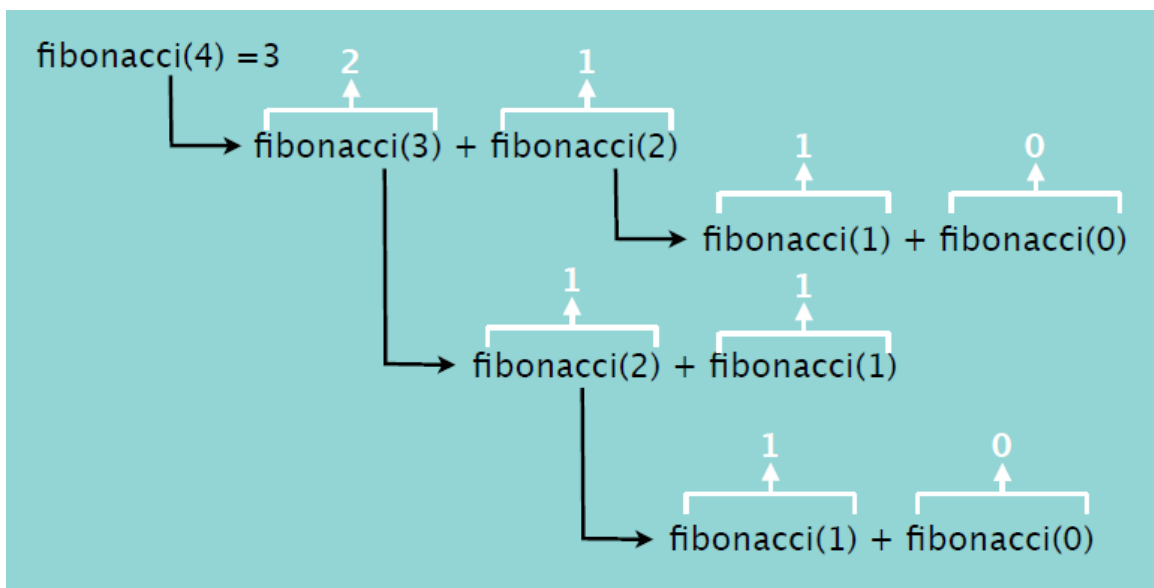 fibonacci(4) =3
2 1
fibonacci(3) + fibonacci(2)
1 0
fibonacci(1) + fibonacci(0)
1 1
fibonacci(2) + fibonacci(1)
1 0
fibonacci(1) + fibonacci(0)